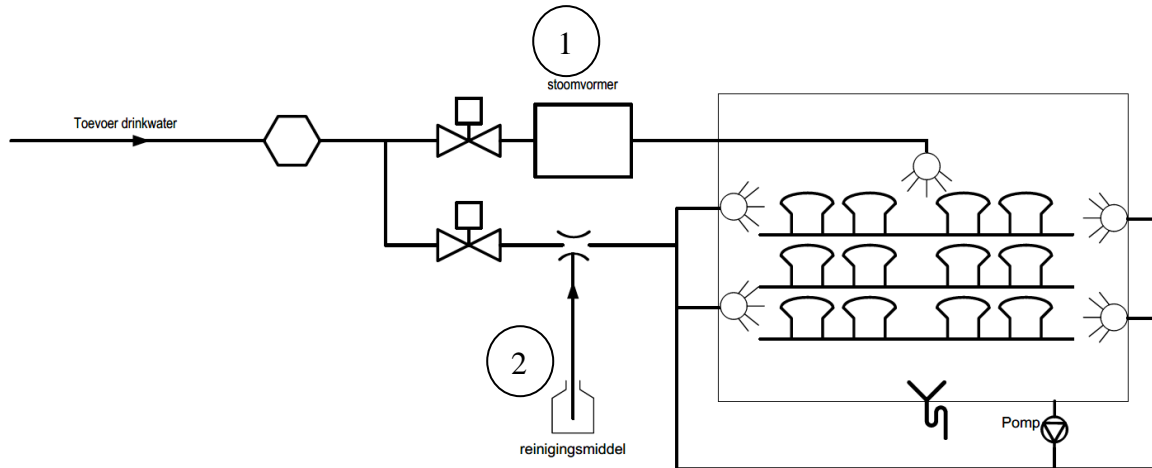 1
stoomvormer
Toevoer drinkwater
2
Pomp
reinigingsmiddel